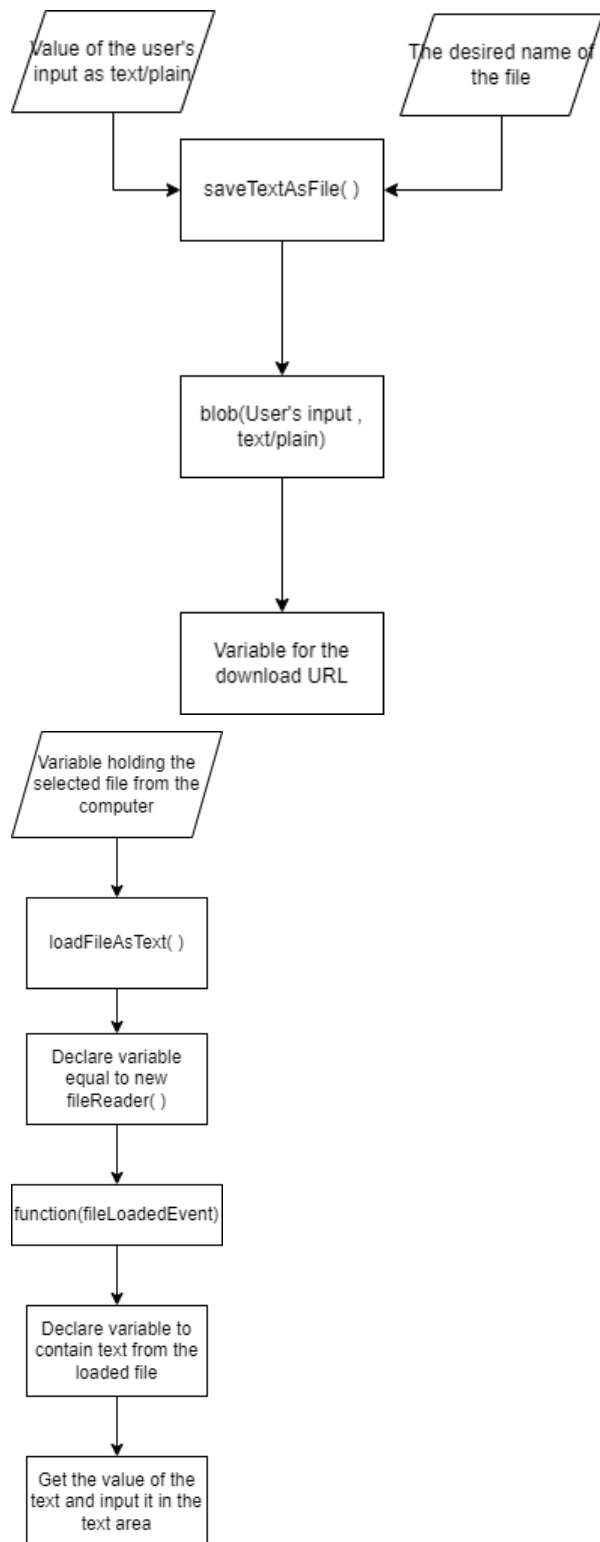 Value of the user's
input as text/plain
The desired name of
the file
saveTextAsFile( )
blob(User's input ,
text/plain)
Variable for the
download URL
Variable holding the
selected file from the
computer
loadFileAsText( )
Declare variable
equal to new
fileReader( )
function(fileLoadedEvent)
Declare variable to
contain text from the
loaded file
Get the value of the
text and input it in the
text area